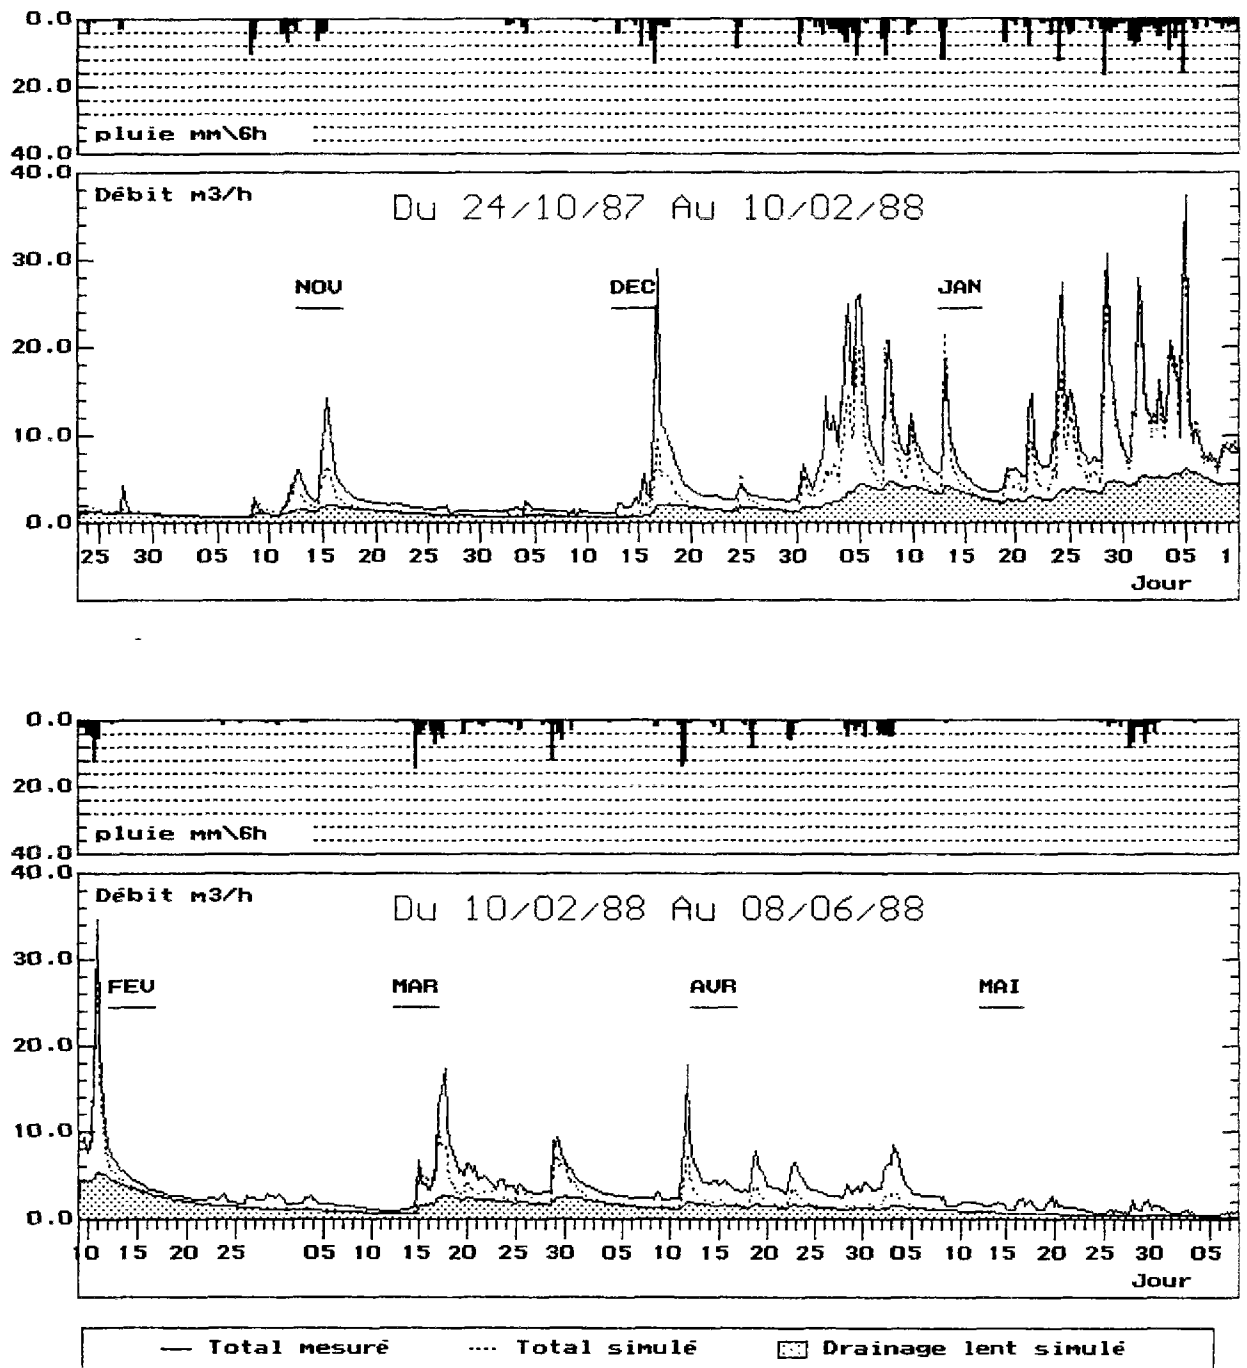 0.0
20.0
pluie mm\6h
40.0
40.0
Débit m3/h
Du 24/10/87 Au 10/02/88
30.0
NOV DEC JAN
20.0
10.0
0.0
25 30 05 10 15 20 25 30 05 10 15 20 25 30 05 10 15 20 25 30 05 1
Jour
0.0
20.0
pluie mm\6h
40.0
40.0
Débit m3/h
Du 10/02/88 Au 08/06/88
30.0
FEV MAR AVR MAI
20.0
10.0
0.0
10 15 20 25 05 10 15 20 25 30 05 10 15 20 25 30 05 10 15 20 25 30 05
Jour
Total mesuré Total simulé Drainage lent simulé